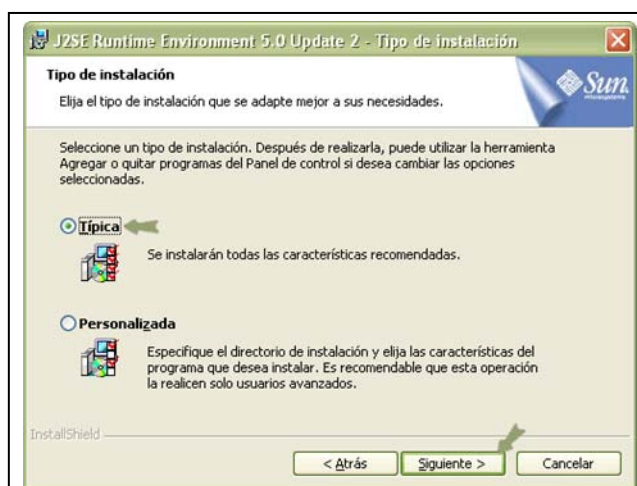 J2SE Runtime Environment 5.0 Update 2 - Tipo de instalación
Tipo de instalación
Elija el tipo de instalación que se adapte mejor a sus necesidades.
Sun
microsystems
Seleccione un tipo de instalación. Después de realizarla, puede utilizar la herramienta
Agregar o quitar programas del Panel de control si desea cambiar las opciones
seleccionadas.
Típica
Se instalarán todas las características recomendadas.
Personalizada
Especifique el directorio de instalación y elija las características del
programa que desea instalar. Es recomendable que esta operación
la realicen solo usuarios avanzados.
InstallShield
< Atrás
Siguiente >
Cancelar